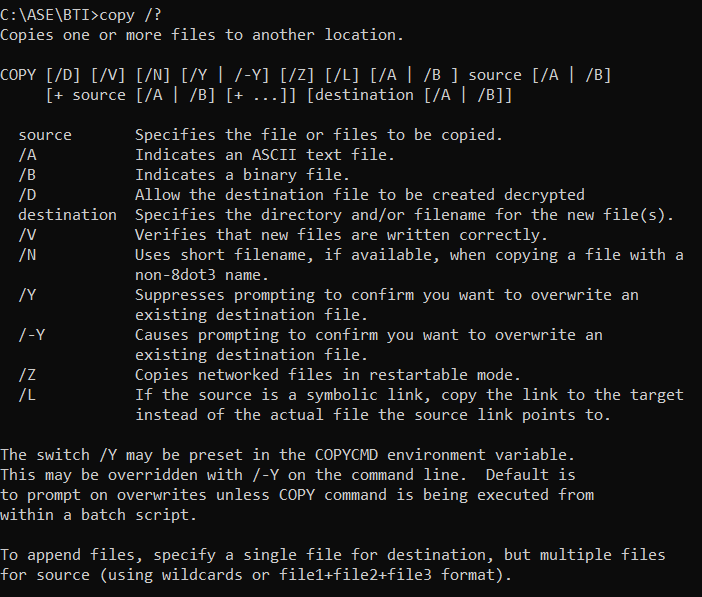 C:\ASE\BTI>copy /?
Copies one or more files to another location.

COPY [/D] [/V] [/N] [/Y | /-Y] [/Z] [/L] [/A | /B ] source [/A | /B]
     [+ source [/A | /B] [+ ...]] [destination [/A | /B]]

  source       Specifies the file or files to be copied.
  /A           Indicates an ASCII text file.
  /B           Indicates a binary file.
  /D           Allow the destination file to be created decrypted
  destination  Specifies the directory and/or filename for the new file(s).
  /V           Verifies that new files are written correctly.
  /N           Uses short filename, if available, when copying a file with a
               non-8dot3 name.
  /Y           Suppresses prompting to confirm you want to overwrite an
               existing destination file.
  /-Y          Causes prompting to confirm you want to overwrite an
               existing destination file.
  /Z           Copies networked files in restartable mode.
  /L           If the source is a symbolic link, copy the link to the target
               instead of the actual file the source link points to.

The switch /Y may be preset in the COPYCMD environment variable.
This may be overridden with /-Y on the command line.  Default is
to prompt on overwrites unless COPY command is being executed from
within a batch script.

To append files, specify a single file for destination, but multiple files
for source (using wildcards or file1+file2+file3 format).